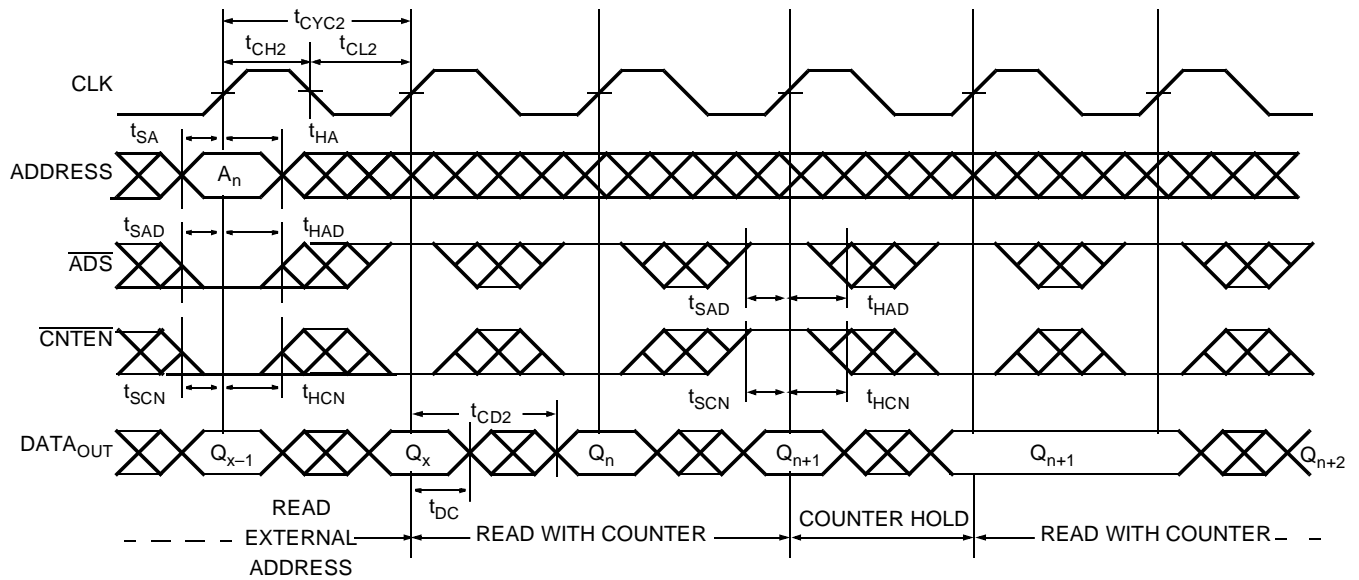 tCYC2
tCH2 tCL2
CLK
tSA tHA
ADDRESS An
tSAD tHAD
ADS
tSAD tHAD
CNTEN
tSCN tHCN tSCN tHCN
tCD2
DATAOUT Qx–1 Qx Qn Qn+1 Qn+1 Qn+2
tDC
READ
EXTERNAL
ADDRESS
READ WITH COUNTER
COUNTER HOLD
READ WITH COUNTER